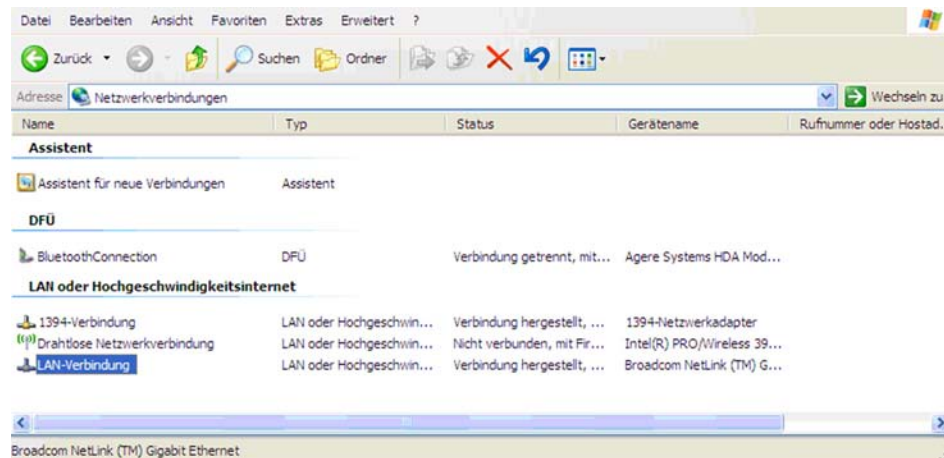 Datei Bearbeiten Ansicht Favoriten Extras Erweitert ?
Zurück Suchen Ordner
Adresse Netzwerkverbindungen Wechseln zu
Name Typ Status Gerätename Rufnummer oder Hostad.
Assistent
Assistent für neue Verbindungen Assistent
DFÜ
BluetoothConnection DFÜ Verbindung getrennt, mit... Agere Systems HDA Mod...
LAN oder Hochgeschwindigkeitsinternet
1394-Verbindung LAN oder Hochgeschwin... Verbindung hergestellt, ... 1394-Netzwerkadapter
Drahtlose Netzwerkverbindung LAN oder Hochgeschwin... Nicht verbunden, mit Fir... Intel(R) PRO/Wireless 39...
LAN-Verbindung LAN oder Hochgeschwin... Verbindung hergestellt, ... Broadcom NetLink (TM) G...
Broadcom NetLink (TM) Gigabit Ethernet